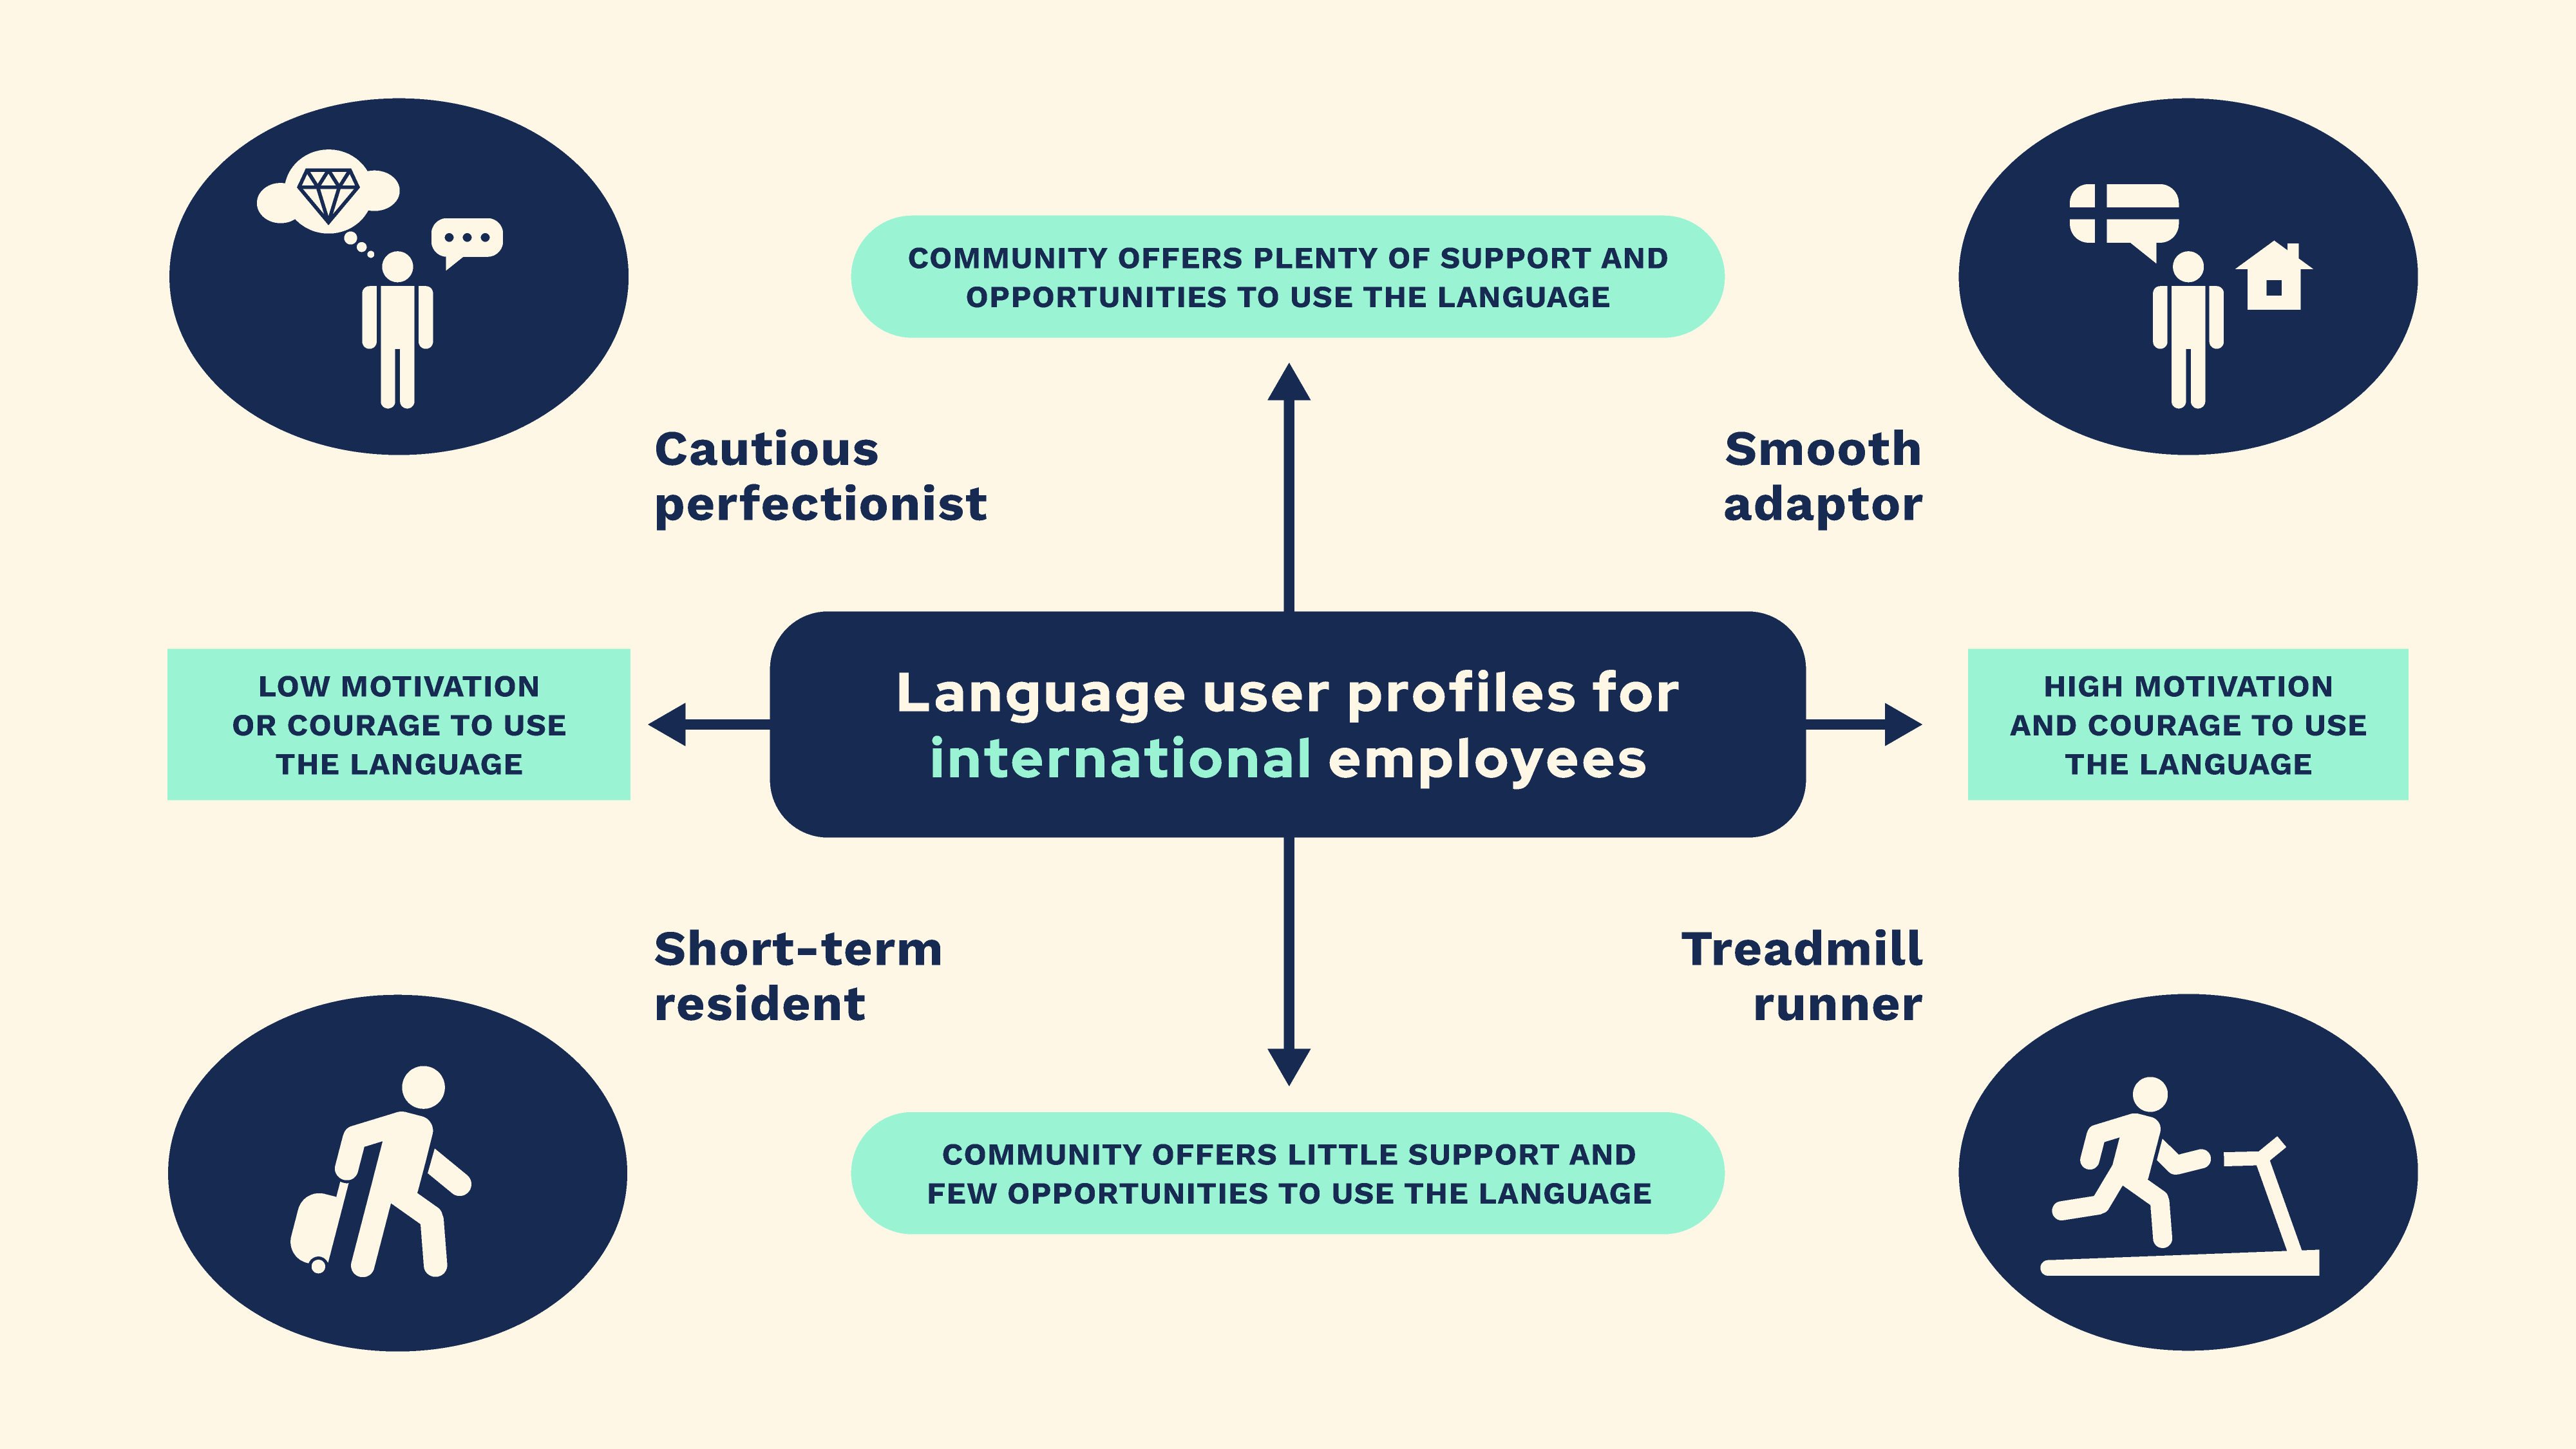 COMMUNITY OFFERS PLENTY OF SUPPORT AND
OPPORTUNITIES TO USE THE LANGUAGE
Cautious
perfectionist
Smooth
adaptor
LOW MOTIVATION
OR COURAGE TO USE
THE LANGUAGE
Language user profiles for
international employees
HIGH MOTIVATION
AND COURAGE TO USE
THE LANGUAGE
Short-term
resident
Treadmill
runner
COMMUNITY OFFERS LITTLE SUPPORT AND
FEW OPPORTUNITIES TO USE THE LANGUAGE